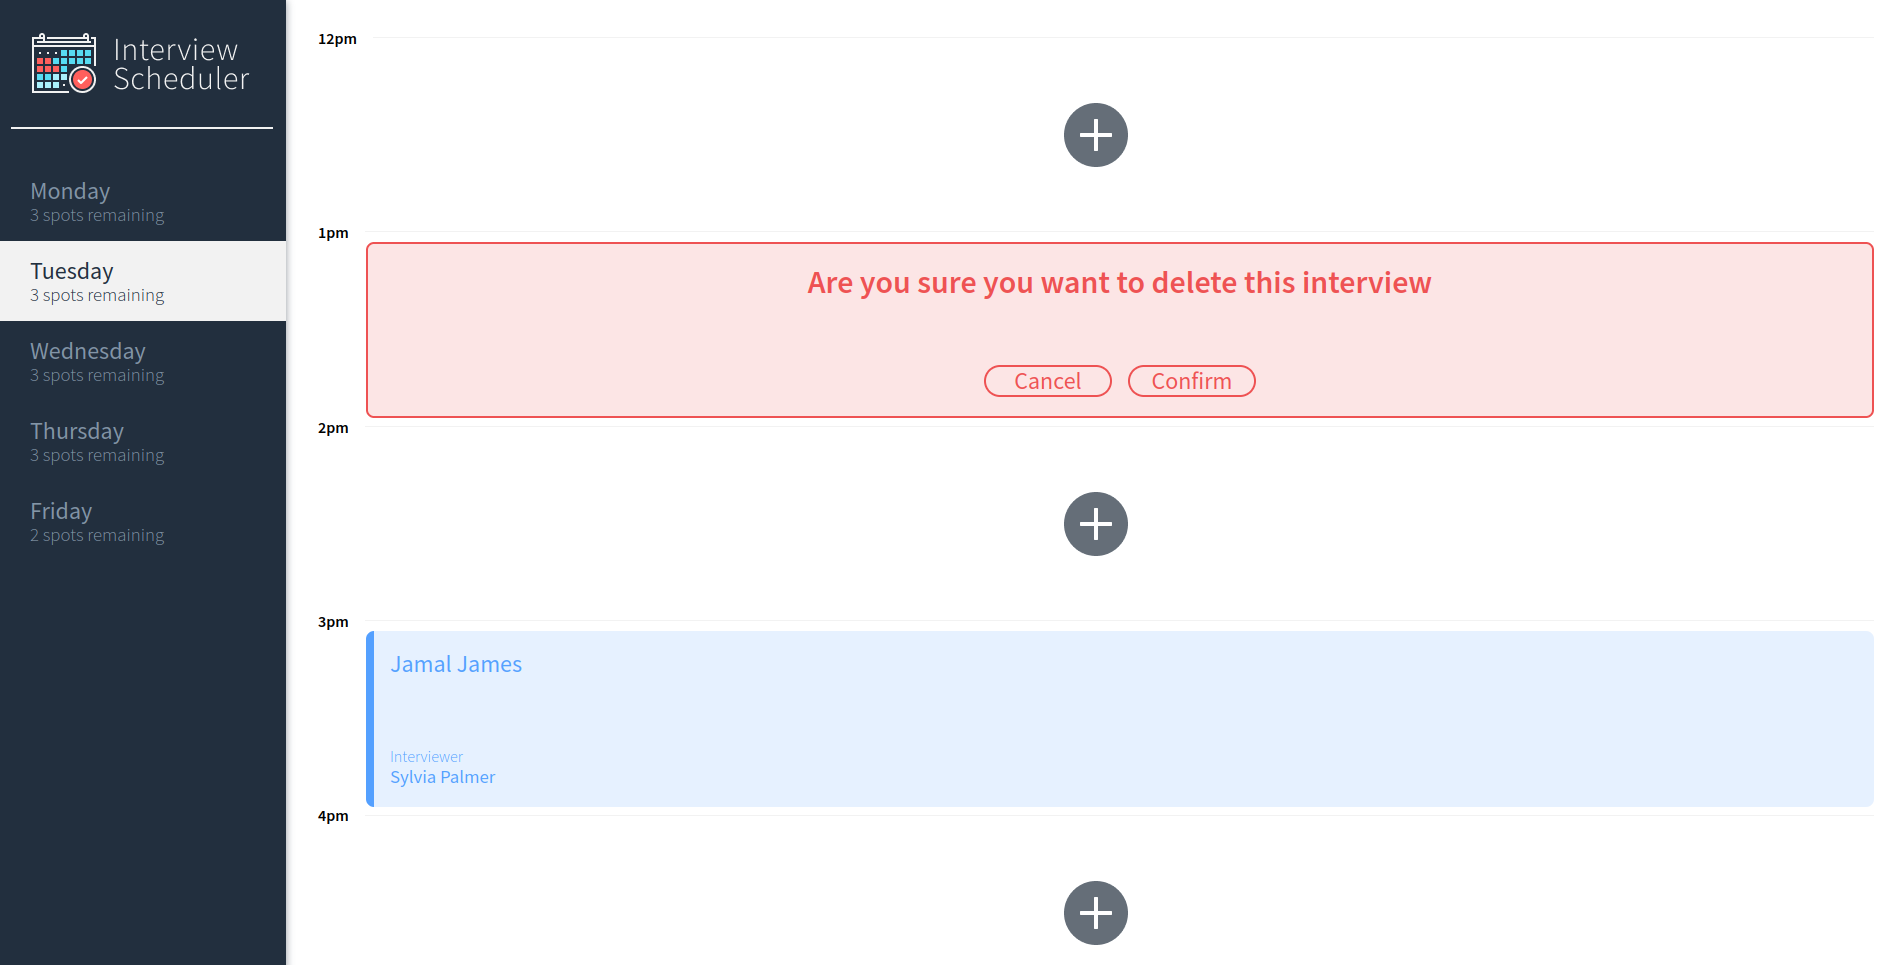 Interview
Scheduler
Monday
3 spots remaining
Tuesday
3 spots remaining
Wednesday
3 spots remaining
Thursday
3 spots remaining
Friday
2 spots remaining
12pm
1pm
Are you sure you want to delete this interview
Cancel Confirm
2pm
3pm
Jamal James
Interviewer
Sylvia Palmer
4pm